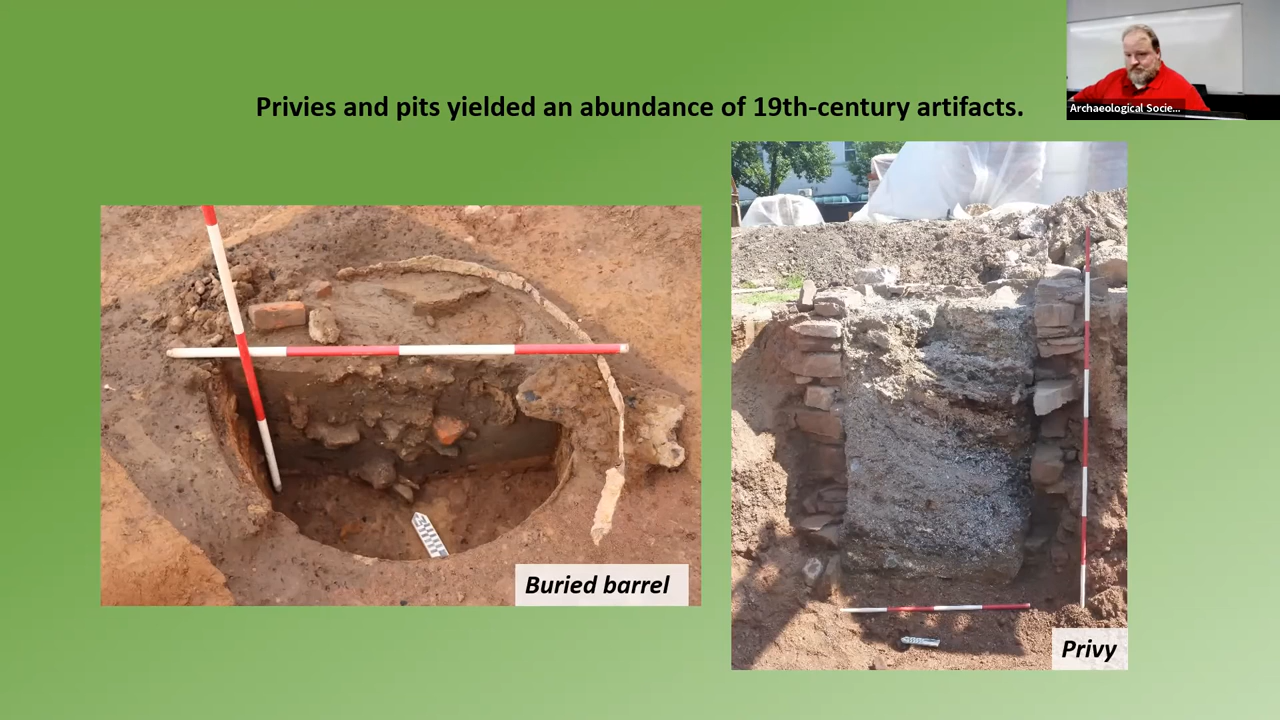 Privies and pits yielded an abundance of 19th-century artifacts.
Archaeological Socie...
Buried barrel
Privy